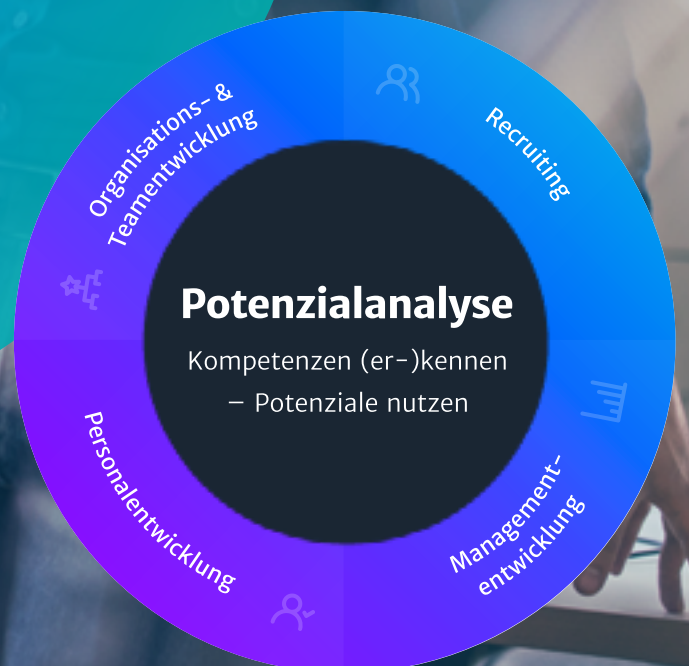 Organisations- &
Teamentwicklung
Recruiting
Potenzialanalyse
Kompetenzen (er-)kennen
– Potenziale nutzen
Personalentwicklung
Management-
entwicklung